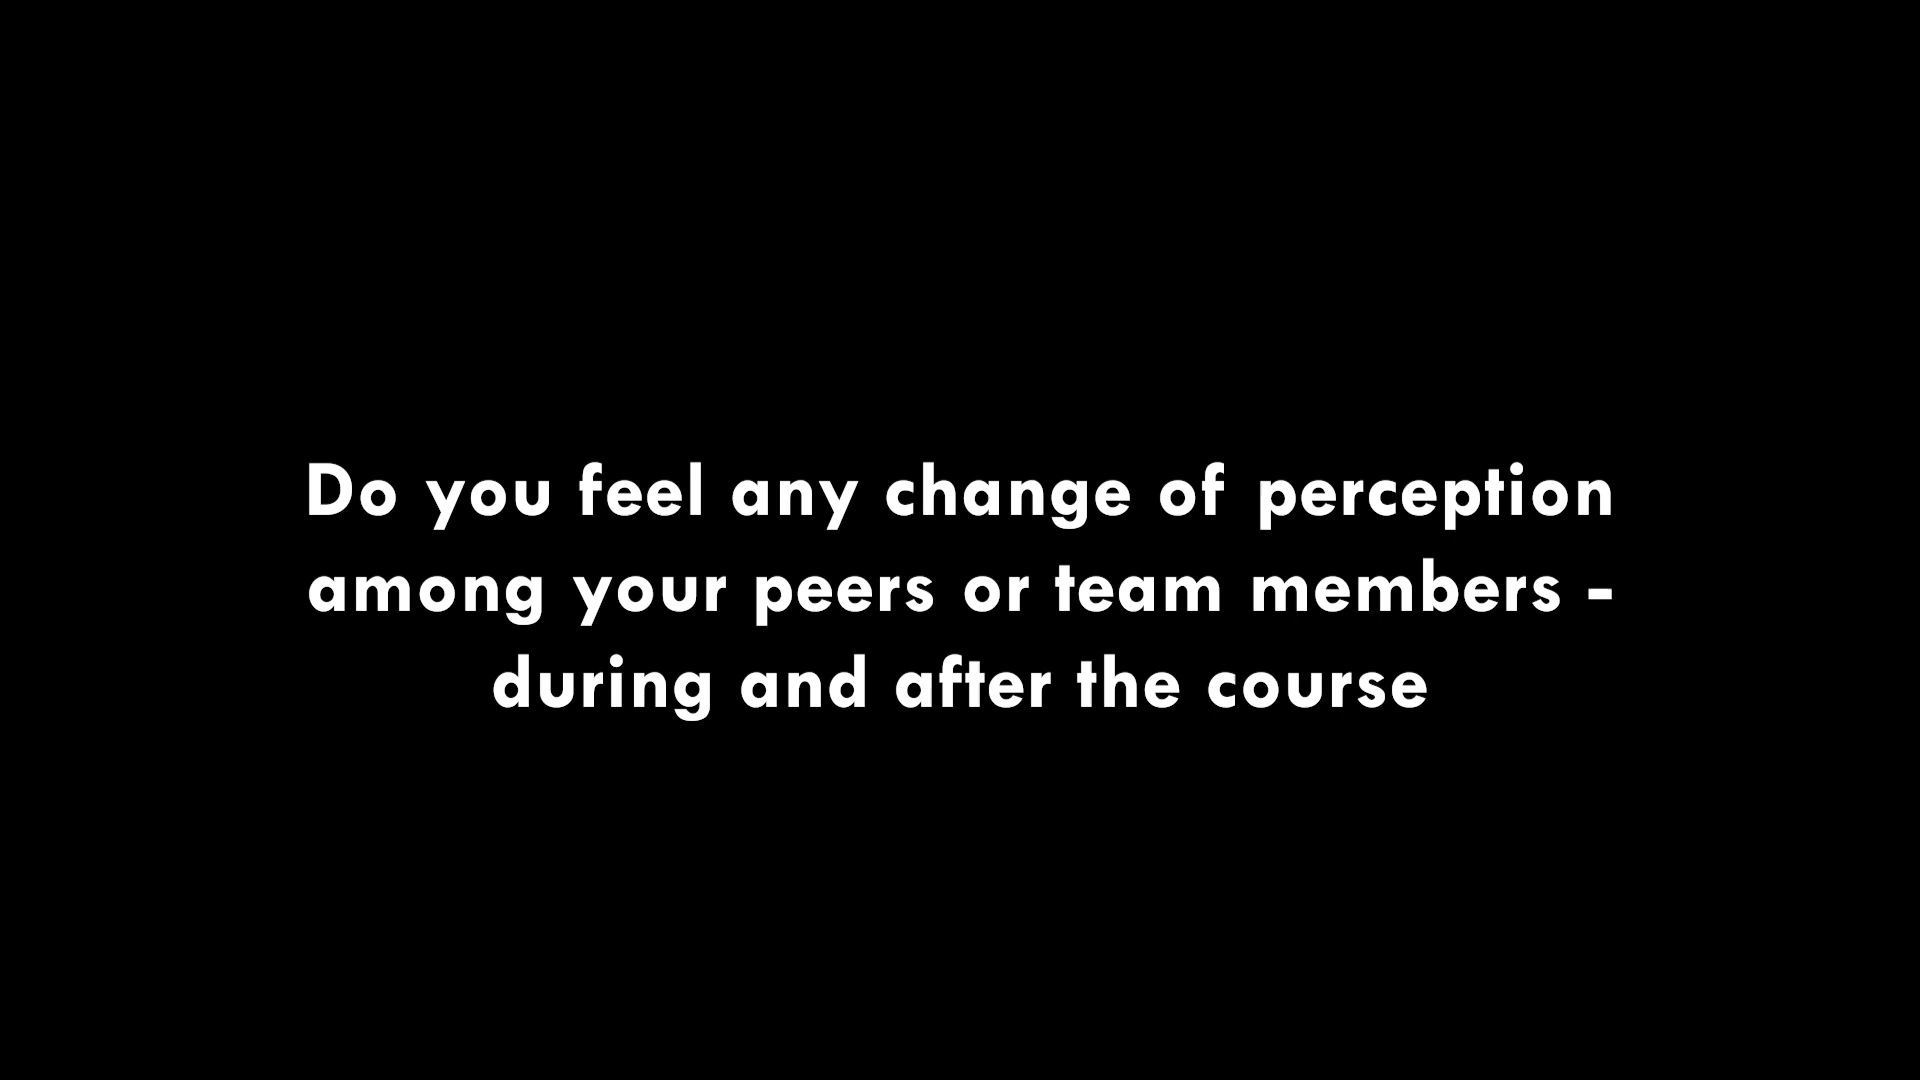 Do you feel any change of perception
among your peers or team members -
during and after the course